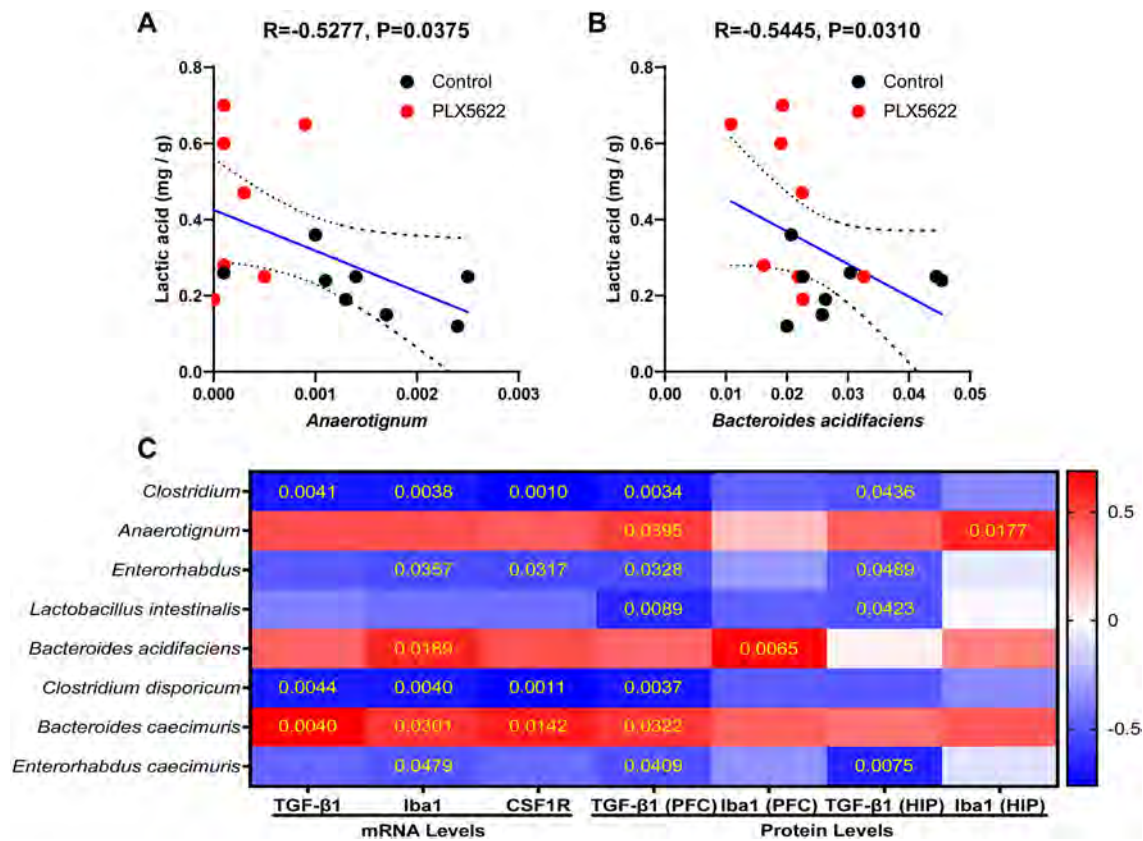 A
R=-0.5277, P=0.0375
Control
PLX5622
Lactic acid (mg / g)
0.8
0.6
0.4
0.2
0.0
0.000 0.001 0.002 0.003
Anaerotignum
B
R=-0.5445, P=0.0310
Control
PLX5622
Lactic acid (mg / g)
0.8
0.6
0.4
0.2
0.0
0.00 0.01 0.02 0.03 0.04 0.05
Bacteroides acidifaciens
C
Clostridium 0.0041 0.0038 0.0010 0.0034 0.0436
Anaerotignum 0.0395 0.0177
Enterorhabdus 0.0357 0.0317 0.0328 0.0489
Lactobacillus intestinalis 0.0089 0.0423
Bacteroides acidifaciens 0.0189 0.0065
Clostridium disporicum 0.0044 0.0040 0.0011 0.0037
Bacteroides caecimuris 0.0040 0.0301 0.0142 0.0322
Enterorhabdus caecimuris 0.0479 0.0409 0.0075
TGF-β1 Iba1 CSF1R TGF-β1 (PFC) Iba1 (PFC) TGF-β1 (HIP) Iba1 (HIP)
mRNA Levels Protein Levels
0.5
0
-0.5